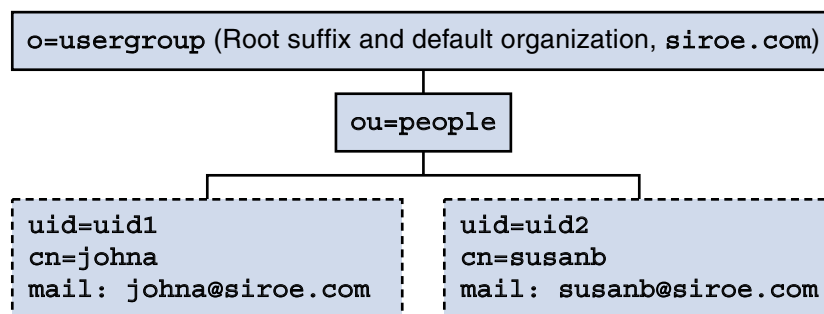 o=usergroup (Root suffix and default organization, siroe.com)
ou=people
uid=uid1
cn=johna
mail: johna@siroe.com
uid=uid2
cn=susanb
mail: susanb@siroe.com